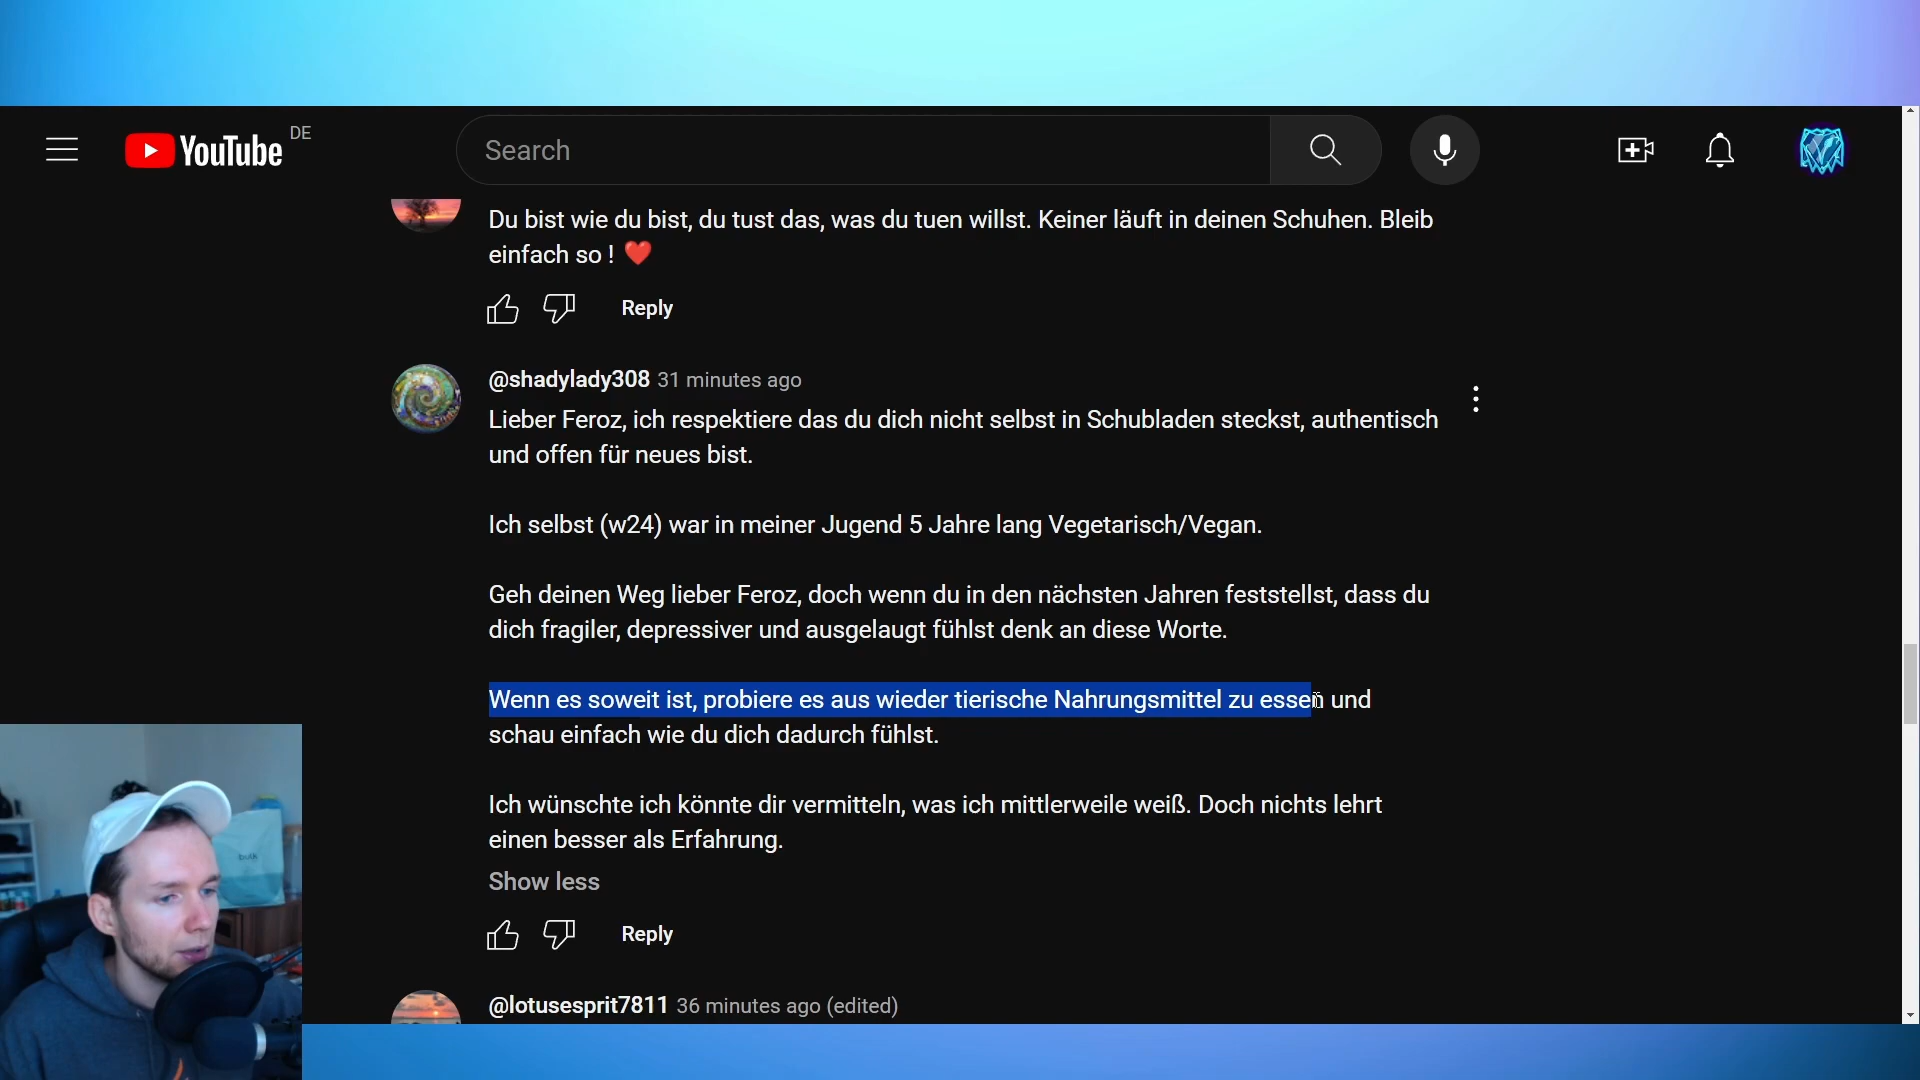 YouTube DE
Search
Du bist wie du bist, du tust das, was du tuen willst. Keiner läuft in deinen Schuhen. Bleib
einfach so ! ❤️
Reply
@shadylady308 31 minutes ago
Lieber Feroz, ich respektiere das du dich nicht selbst in Schubladen steckst, authentisch
und offen für neues bist.
Ich selbst (w24) war in meiner Jugend 5 Jahre lang Vegetarisch/Vegan.
Geh deinen Weg lieber Feroz, doch wenn du in den nächsten Jahren feststellst, dass du
dich fragiler, depressiver und ausgelaugt fühlst denk an diese Worte.
Wenn es soweit ist, probiere es aus wieder tierische Nahrungsmittel zu essen und
schau einfach wie du dich dadurch fühlst.
Ich wünschte ich könnte dir vermitteln, was ich mittlerweile weiß. Doch nichts lehrt
einen besser als Erfahrung.
Show less
Reply
@lotusesprit7811 36 minutes ago (edited)
bulk